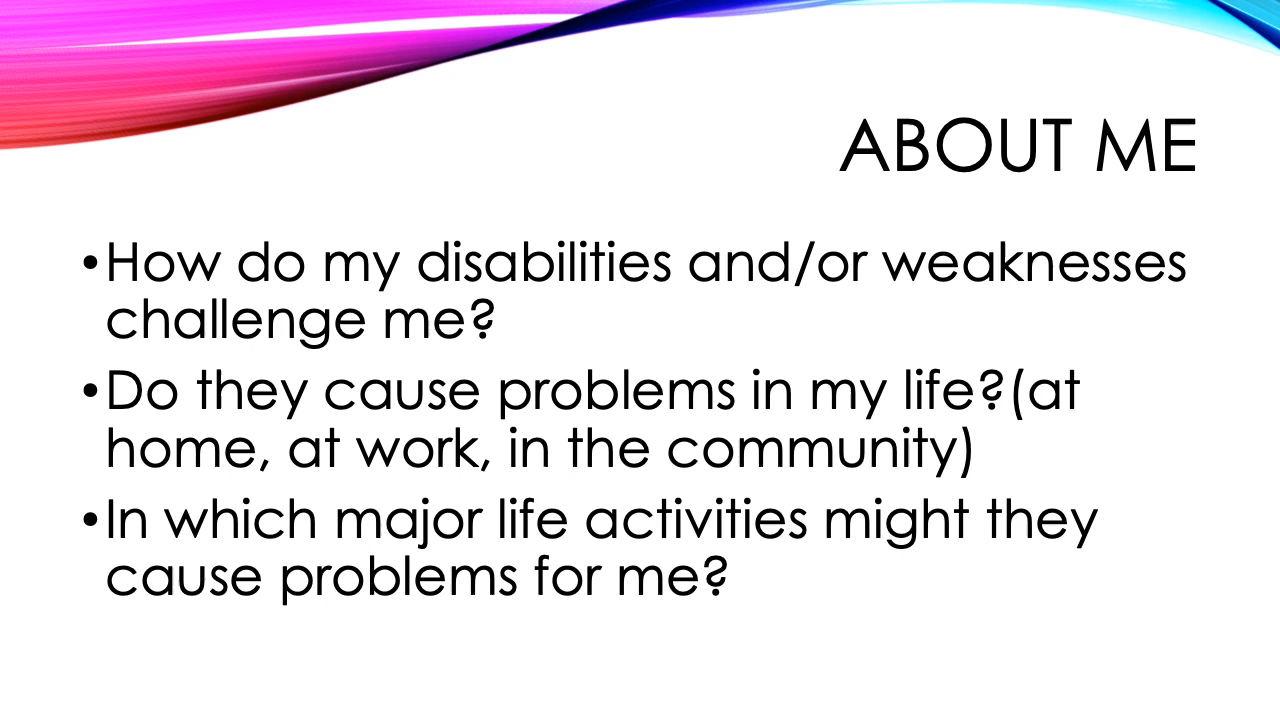 ABOUT ME
•How do my disabilities and/or weaknesses
challenge me?
•Do they cause problems in my life?(at
home, at work, in the community)
•In which major life activities might they
cause problems for me?